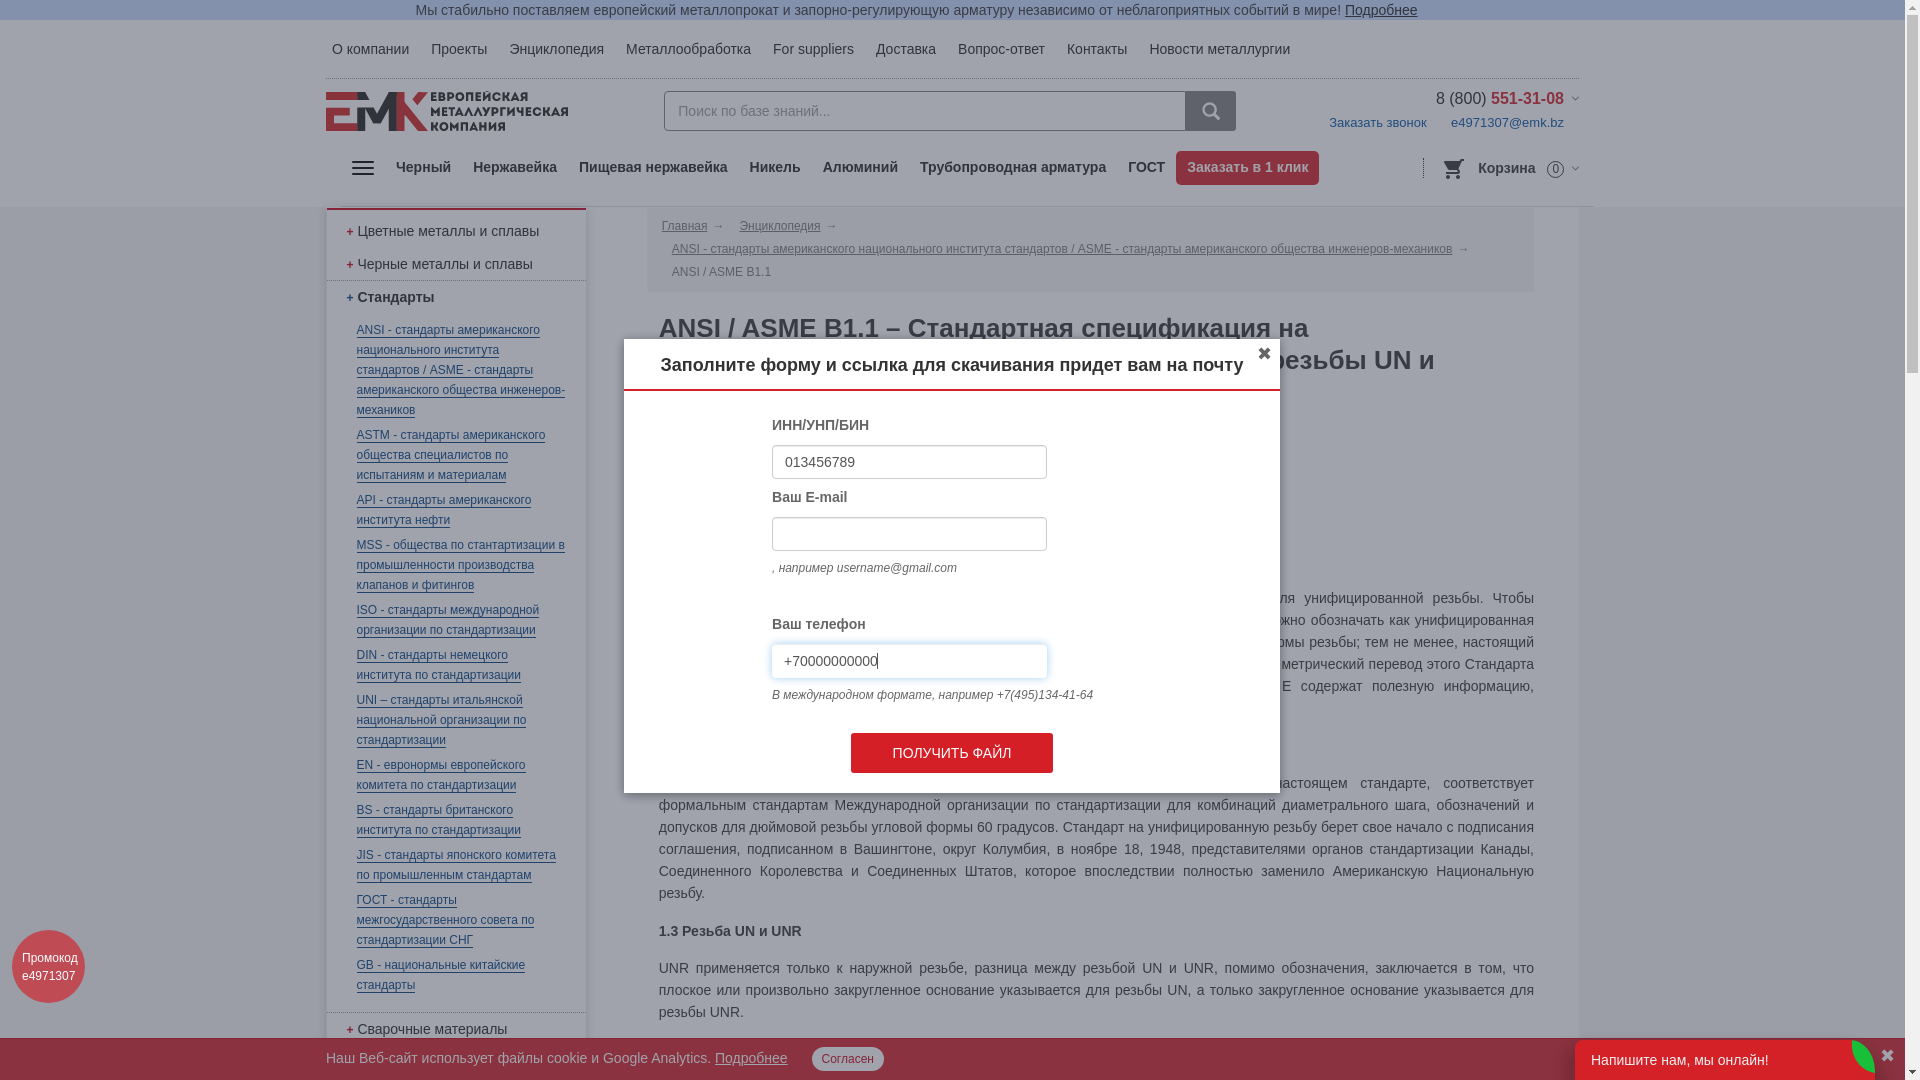 Мы стабильно поставляем европейский металлопрокат и запорно-регулирующую арматуру независимо от неблагоприятных событий в мире! Подробнее
О компании Проекты Энциклопедия Металлообработка For suppliers Доставка Вопрос-ответ Контакты Новости металлургии
EMK ЕВРОПЕЙСКАЯ
МЕТАЛЛУРГИЧЕСКАЯ
КОМПАНИЯ
Поиск по базе знаний...
8 (800) 551-31-08
Заказать звонок e4971307@emk.bz
Черный Нержавейка Пищевая нержавейка Никель Алюминий Трубопроводная арматура ГОСТ Заказать в 1 клик
Корзина 0
+ Цветные металлы и сплавы
+ Черные металлы и сплавы
+ Стандарты
ANSI - стандарты американского
национального института
стандартов / ASME - стандарты
американского общества инженеров-
механиков
ASTM - стандарты американского
общества специалистов по
испытаниям и материалам
API - стандарты американского
института нефти
MSS - общества по стантартизации в
промышленности производства
клапанов и фитингов
ISO - стандарты международной
организации по стандартизации
DIN - стандарты немецкого
института по стандартизации
UNI – стандарты итальянской
национальной организации по
стандартизации
EN - евронормы европейского
комитета по стандартизации
BS - стандарты британского
института по стандартизации
JIS - стандарты японского комитета
по промышленным стандартам
ГОСТ - стандарты
межгосударственного совета по
стандартизации СНГ
GB - национальные китайские
стандарты
+ Сварочные материалы
Главная → Энциклопедия →
ANSI - стандарты американского национального института стандартов / ASME - стандарты американского общества инженеров-механиков →
ANSI / ASME B1.1
ANSI / ASME B1.1 – Стандартная спецификация на
резьбы UN и
Заполните форму и ссылка для скачивания придет вам на почту
✖
ИНН/УНП/БИН
013456789
Ваш E-mail
, например username@gmail.com
Ваш телефон
+70000000000
В международном формате, например +7(495)134-41-64
ПОЛУЧИТЬ ФАЙЛ
для унифицированной резьбы. Чтобы
обозначать как унифицированная
резьбы; тем не менее, настоящий
метрический перевод этого Стандарта
содержат полезную информацию,
настоящем стандарте, соответствует
формальным стандартам Международной организации по стандартизации для комбинаций диаметрального шага, обозначений и
допусков для дюймовой резьбы угловой формы 60 градусов. Стандарт на унифицированную резьбу берет свое начало с подписания
соглашения, подписанном в Вашингтоне, округ Колумбия, в ноябре 18, 1948, представителями органов стандартизации Канады,
Соединенного Королевства и Соединенных Штатов, которое впоследствии полностью заменило Американскую Национальную
резьбу.
1.3 Резьба UN и UNR
UNR применяется только к наружной резьбе, разница между резьбой UN и UNR, помимо обозначения, заключается в том, что
плоское или произвольно закругленное основание указывается для резьбы UN, а только закругленное основание указывается для
резьбы UNR.
Промокод
e4971307
Наш Веб-сайт использует файлы cookie и Google Analytics. Подробнее Согласен
Напишите нам, мы онлайн!
✖